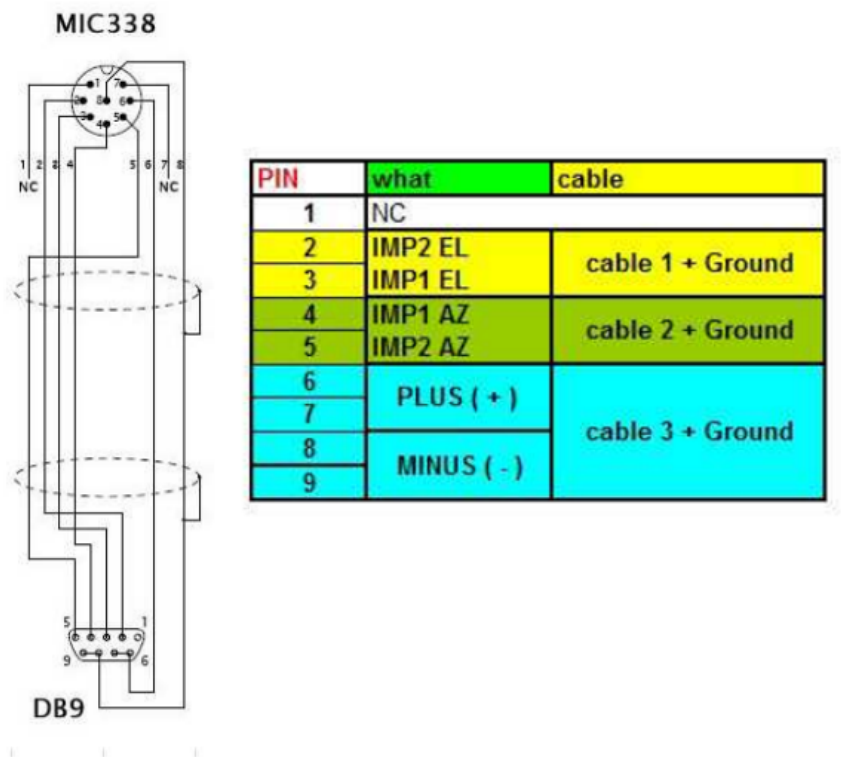 MIC338
1 7
2 8 6
3 5
4
1 2 3 4 5 6 7 8
NC NC
PIN what cable
1 NC
2 IMP2 EL
cable 1 + Ground
3 IMP1 EL
4 IMP1 AZ
cable 2 + Ground
5 IMP2 AZ
6
PLUS ( + )
7
cable 3 + Ground
8
MINUS ( - )
9
5 1
9 6
DB9